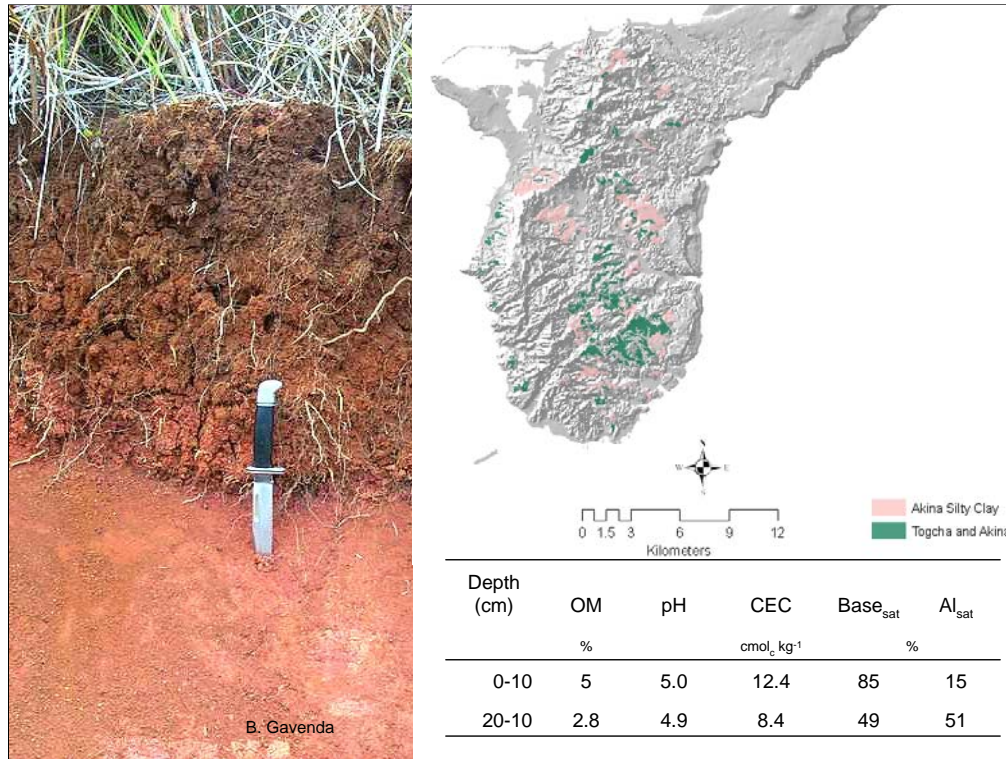 B. Gavenda
N
W E
S
0 1.5 3 6 9 12
Kilometers
Akina Silty Clay
Togcha and Akina
Depth (cm) OM pH CEC Base sat Al sat
% cmolc kg-1 %
0-10 5 5.0 12.4 85 15
20-10 2.8 4.9 8.4 49 51